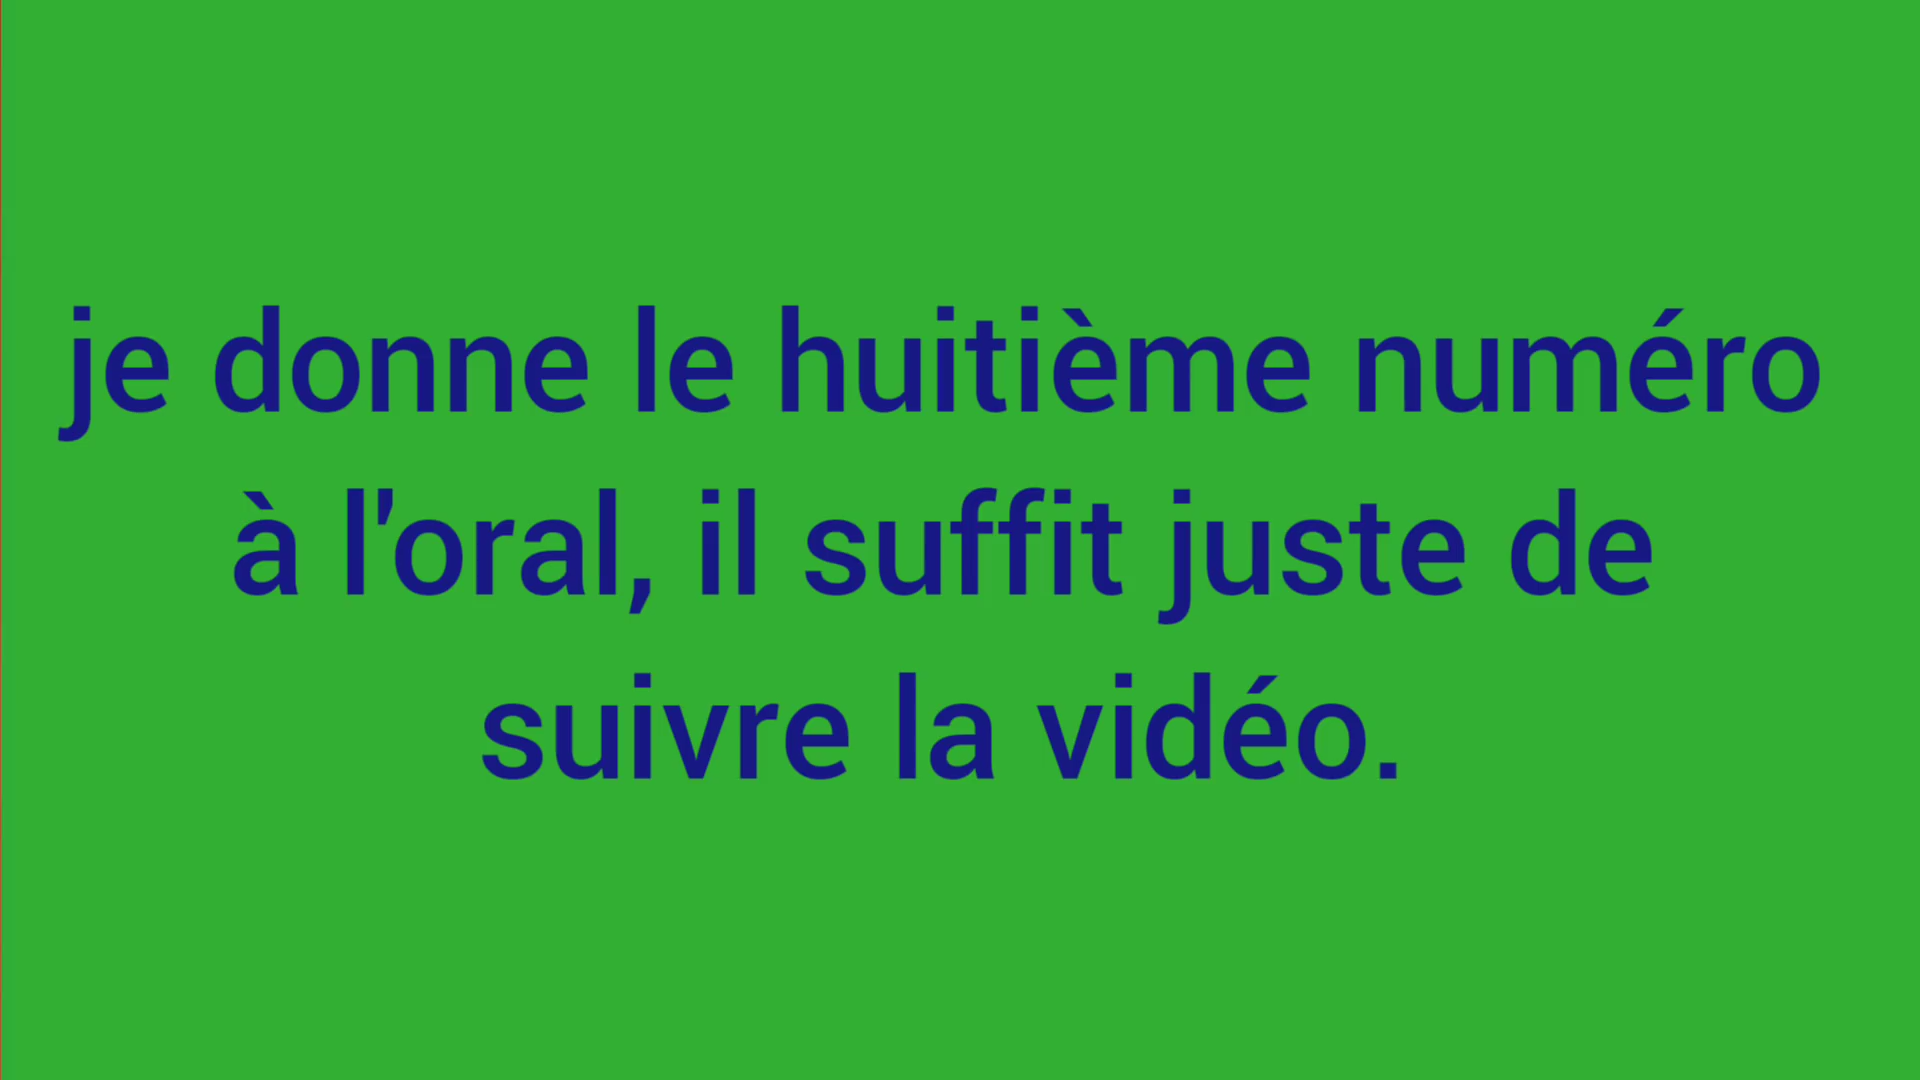 je donne le huitième numéro
à l'oral, il suffit juste de
suivre la vidéo.